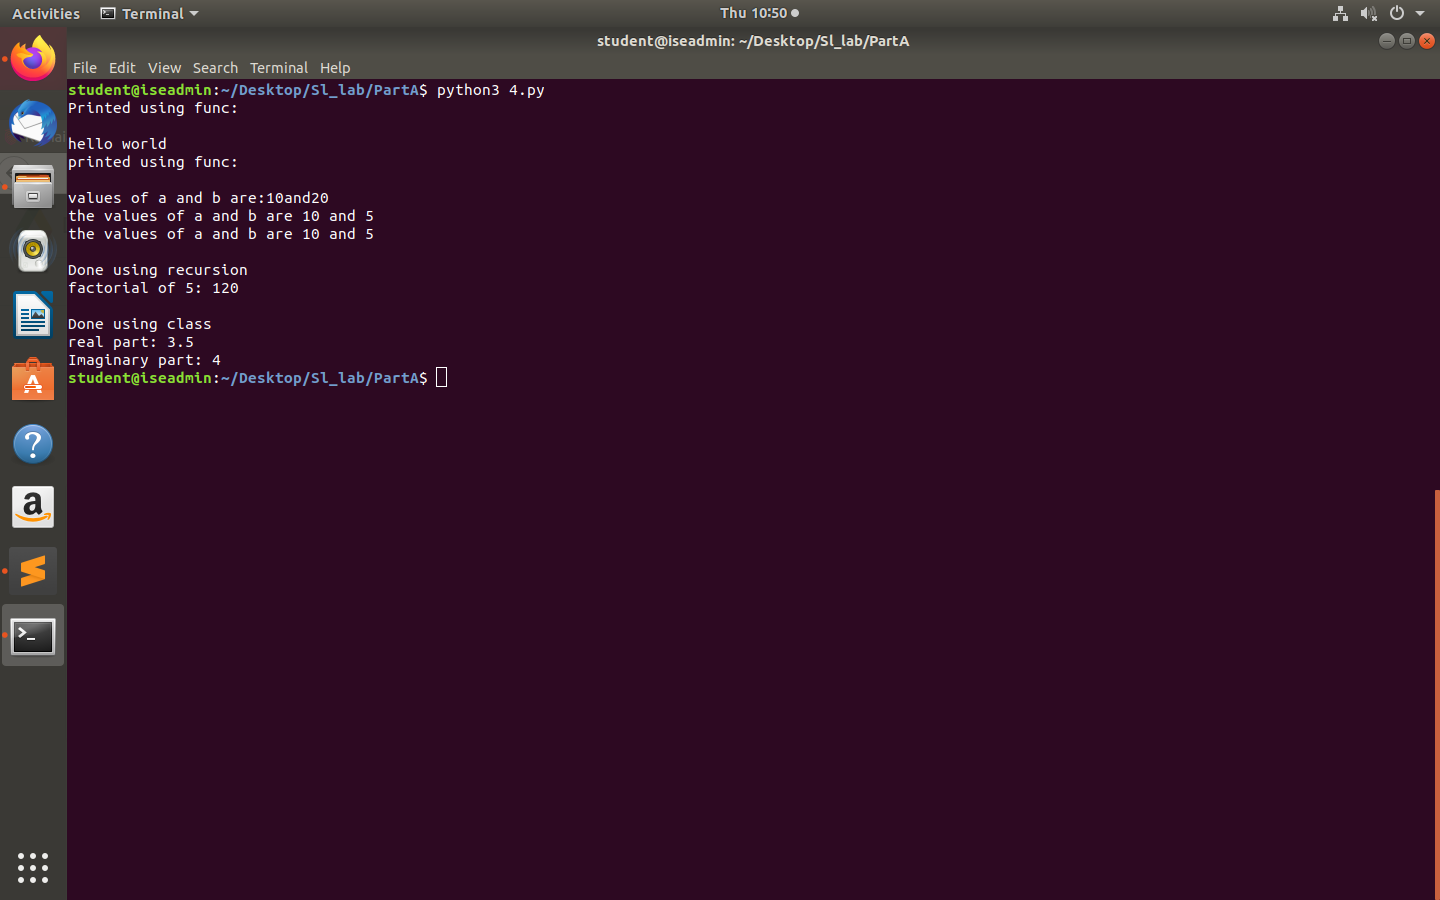 Activities Terminal Thu 10:50
student@iseadmin: ~/Desktop/Sl_lab/PartA
File Edit View Search Terminal Help
student@iseadmin:~/Desktop/Sl_lab/PartA$ python3 4.py
Printed using func:
hello world
printed using func:
values of a and b are:10and20
the values of a and b are 10 and 5
the values of a and b are 10 and 5
Done using recursion
factorial of 5: 120
Done using class
real part: 3.5
Imaginary part: 4
student@iseadmin:~/Desktop/Sl_lab/PartA$